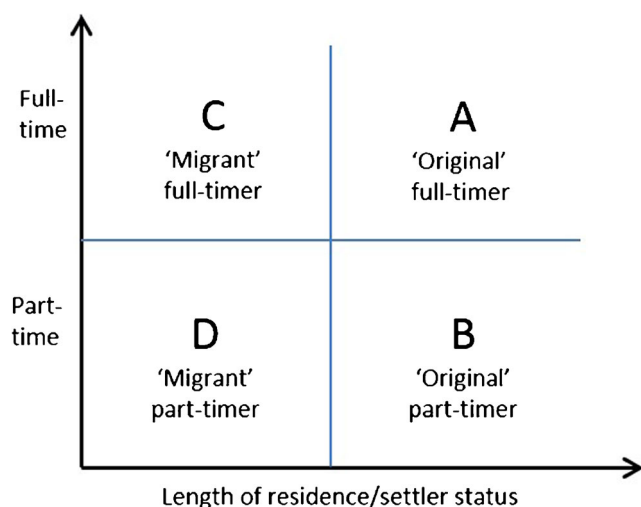 Full-
time
C
‘Migrant’
full-timer
A
‘Original’
full-timer
Part-
time
D
‘Migrant’
part-timer
B
‘Original’
part-timer
Length of residence/settler status